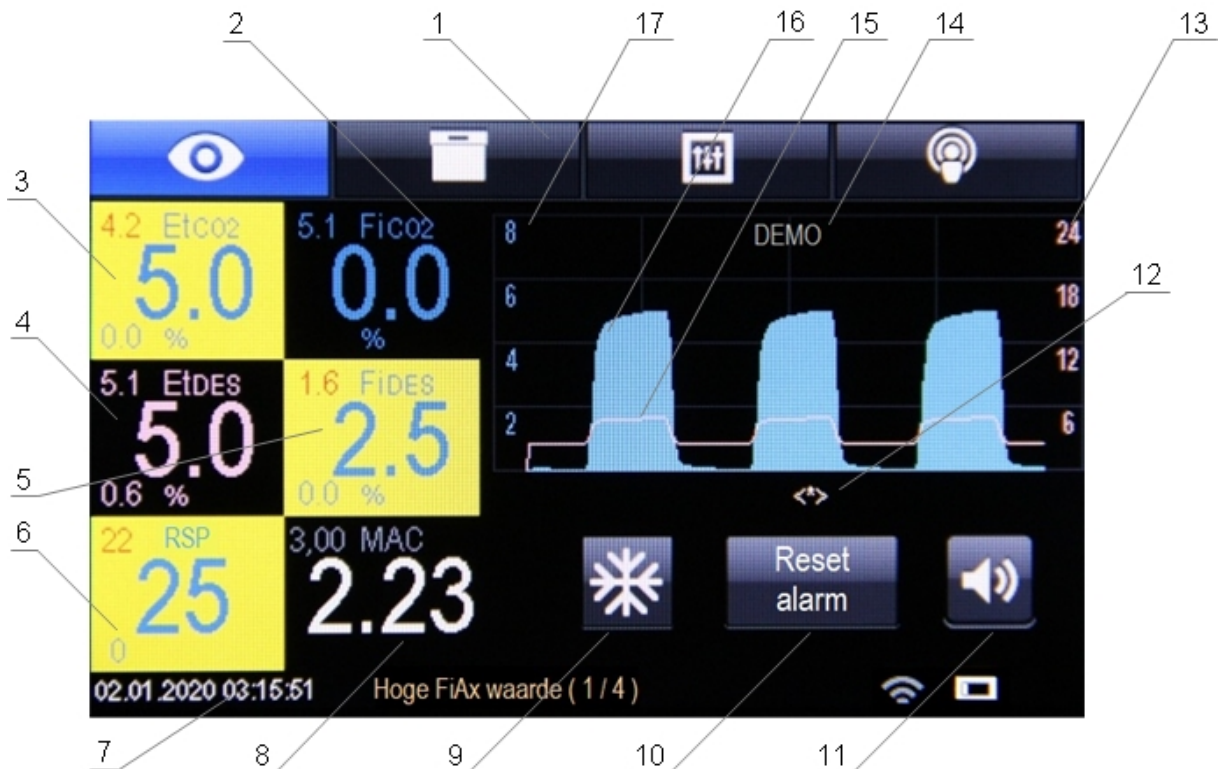 2 1 17 16 15 14 13
3
4.2 EtCO2 5.1 FiCO2 8 DEMO 24
5.0 0.0
0.0 % %
6 18
12
4
5.1 EtDES 1.6 FiDES 4 12
5.0 2.5
0.6 % 0.0 %
2 6
5
<*>
6
22 RSP 3,00 MAC
25 2.23
0
Reset
alarm
02.01.2020 03:15:51 Hoge FiAx waarde ( 1 / 4 )
7 8 9 10 11